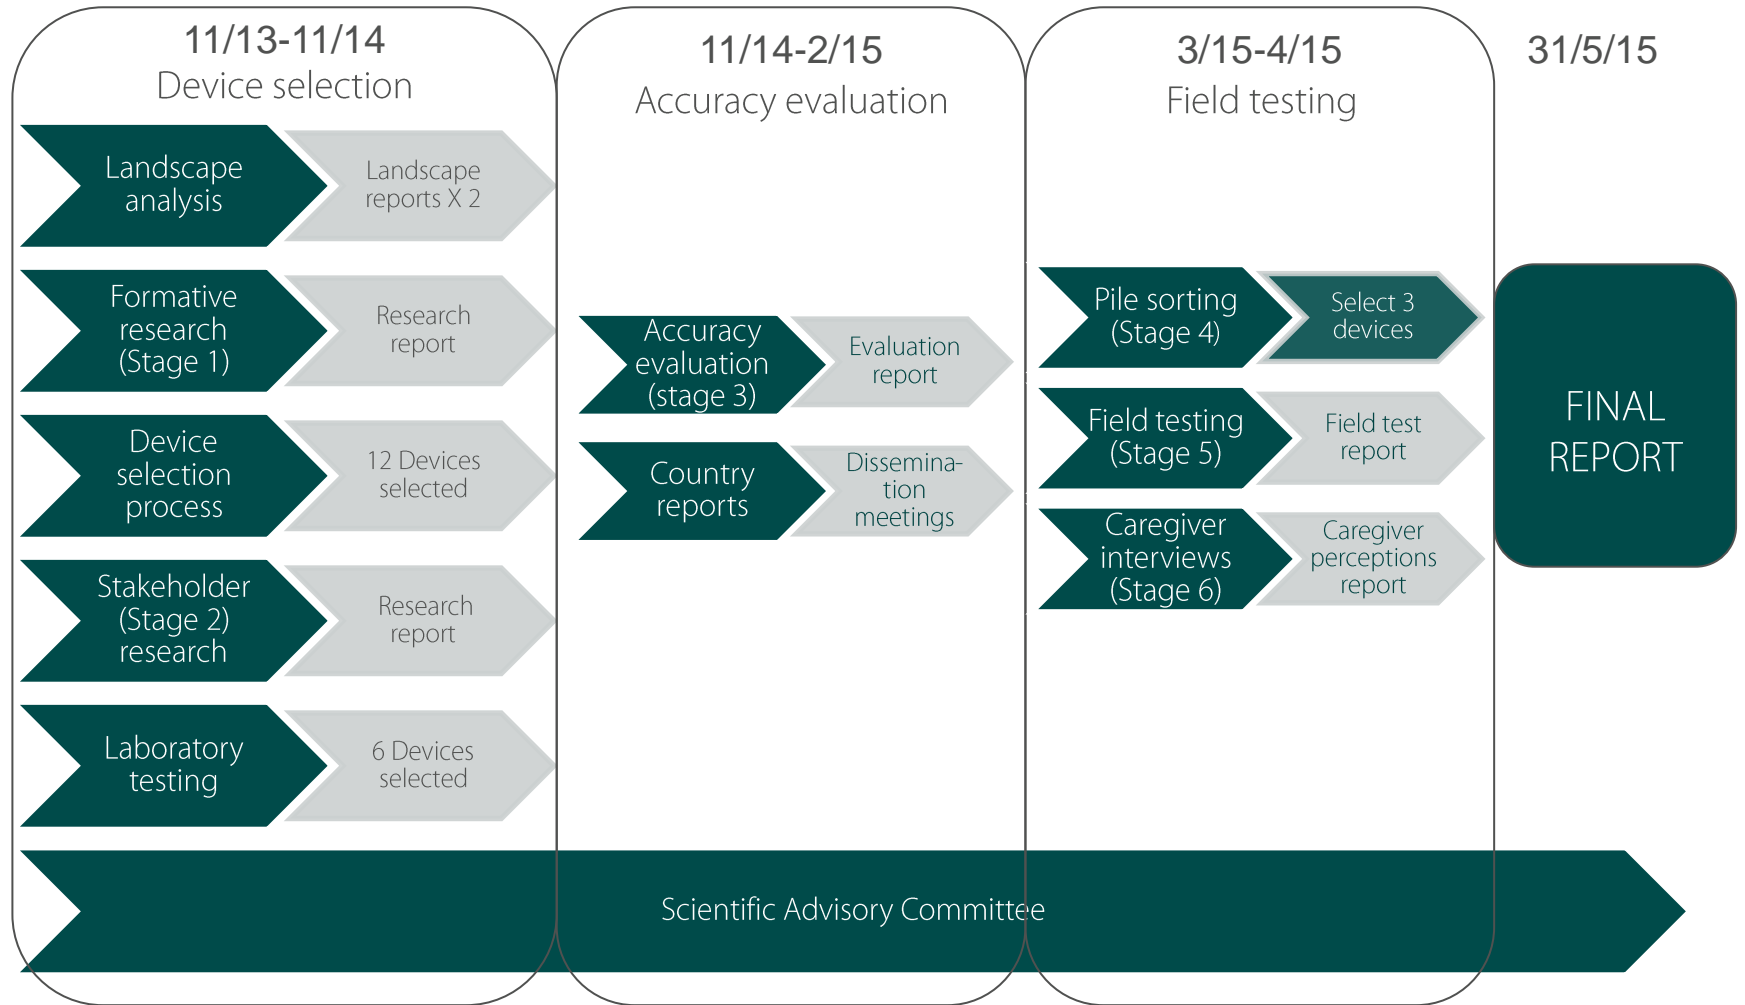 11/13-11/14
Device selection
Landscape
analysis
Landscape
reports X 2
Formative
research
(Stage 1)
Research
report
Device
selection
process
12 Devices
selected
Stakeholder
(Stage 2)
research
Research
report
Laboratory
testing
6 Devices
selected
11/14-2/15
Accuracy evaluation
Accuracy
evaluation
(stage 3)
Evaluation
report
Country
reports
Dissemina-
tion
meetings
3/15-4/15
Field testing
Pile sorting
(Stage 4)
Select 3
devices
Field testing
(Stage 5)
Field test
report
Caregiver
interviews
(Stage 6)
Caregiver
perceptions
report
31/5/15
FINAL
REPORT
Scientific Advisory Committee